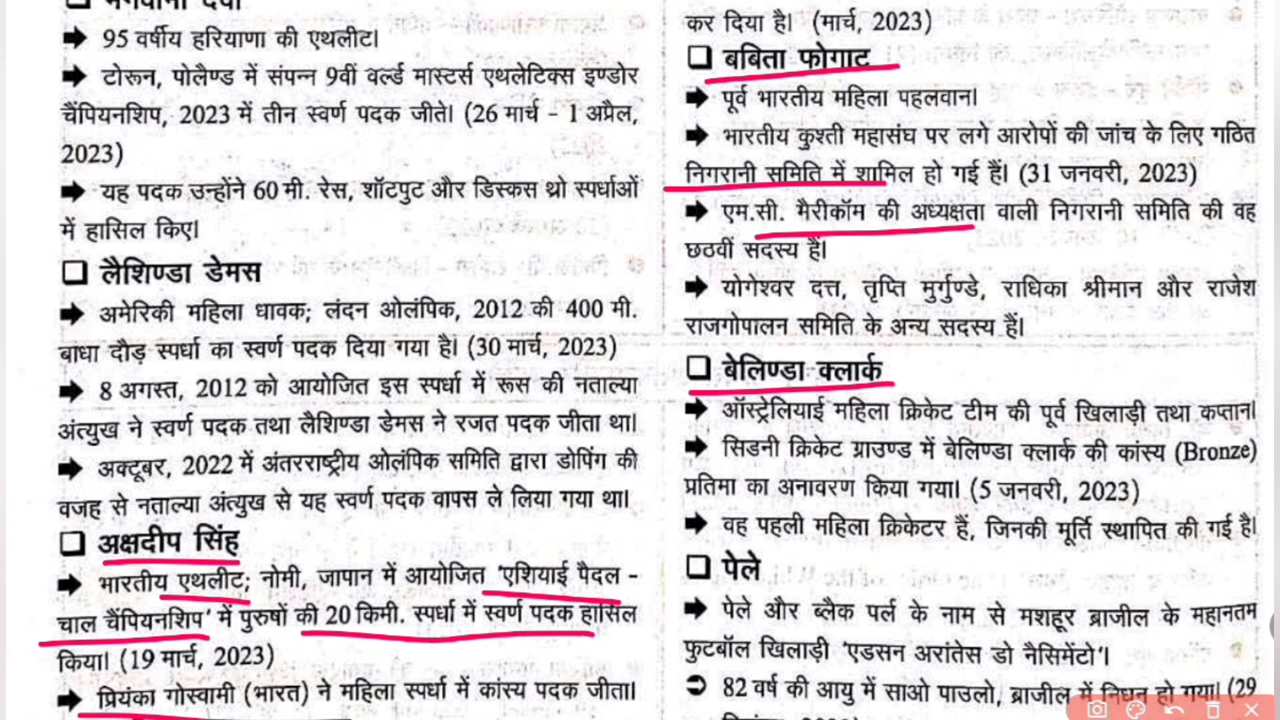 ❑ भगवानी देवी
➡ 95 वर्षीय हरियाणा की एथलीट।
➡ टोरून, पोलैण्ड में संपन्न 9वीं वर्ल्ड मास्टर्स एथलेटिक्स इण्डोर
चैंपियनशिप, 2023 में तीन स्वर्ण पदक जीते। (26 मार्च - 1 अप्रैल,
2023)
➡ यह पदक उन्होंने 60 मी. रेस, शॉटपुट और डिस्कस थ्रो स्पर्धाओं
में हासिल किए।
❑ लैशिण्डा डेमस
➡ अमेरिकी महिला धावक; लंदन ओलंपिक, 2012 की 400 मी.
बाधा दौड़ स्पर्धा का स्वर्ण पदक दिया गया है। (30 मार्च, 2023)
➡ 8 अगस्त, 2012 को आयोजित इस स्पर्धा में रूस की नताल्या
अंत्युख ने स्वर्ण पदक तथा लैशिण्डा डेमस ने रजत पदक जीता था।
➡ अक्टूबर, 2022 में अंतरराष्ट्रीय ओलंपिक समिति द्वारा डोपिंग की
वजह से नताल्या अंत्युख से यह स्वर्ण पदक वापस ले लिया गया था।
❑ अक्षदीप सिंह
➡ भारतीय एथलीट; नोमी, जापान में आयोजित 'एशियाई पैदल -
चाल चैंपियनशिप' में पुरुषों की 20 किमी. स्पर्धा में स्वर्ण पदक हासिल
किया। (19 मार्च, 2023)
➡ प्रियंका गोस्वामी (भारत) ने महिला स्पर्धा में कांस्य पदक जीता।
कर दिया है। (मार्च, 2023)
❑ बबिता फोगाट
➡ पूर्व भारतीय महिला पहलवान।
➡ भारतीय कुश्ती महासंघ पर लगे आरोपों की जांच के लिए गठित
निगरानी समिति में शामिल हो गई हैं। (31 जनवरी, 2023)
➡ एम.सी. मैरीकॉम की अध्यक्षता वाली निगरानी समिति की वह
छठवीं सदस्य हैं।
➡ योगेश्वर दत्त, तृप्ति मुर्गुण्डे, राधिका श्रीमान और राजेश
राजगोपालन समिति के अन्य सदस्य हैं।
❑ बेलिण्डा क्लार्क
➡ ऑस्ट्रेलियाई महिला क्रिकेट टीम की पूर्व खिलाड़ी तथा कप्तान।
➡ सिडनी क्रिकेट ग्राउण्ड में बेलिण्डा क्लार्क की कांस्य (Bronze)
प्रतिमा का अनावरण किया गया। (5 जनवरी, 2023)
➡ वह पहली महिला क्रिकेटर हैं, जिनकी मूर्ति स्थापित की गई है।
❑ पेले
➡ पेले और ब्लैक पर्ल के नाम से मशहूर ब्राजील के महानतम
फुटबॉल खिलाड़ी 'एडसन अरांतेस डो नैसिमेंटो'।
➲ 82 वर्ष की आयु में साओ पाउलो, ब्राजील में निधन हो गया। (29